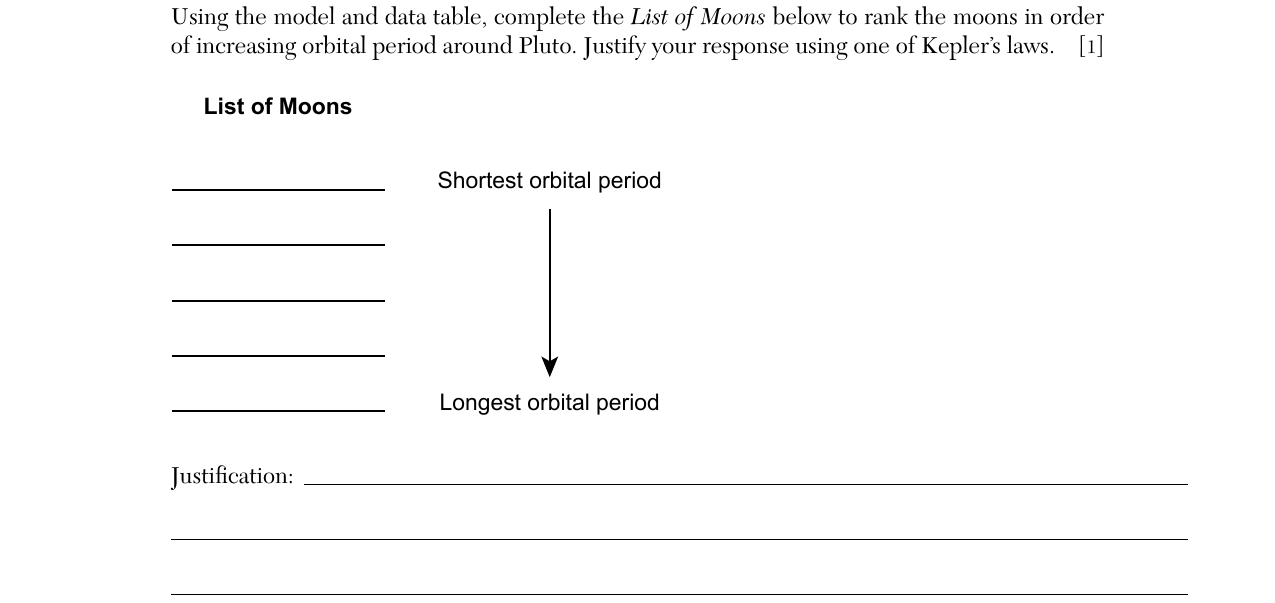 Using the model and data table, complete the List of Moons below to rank the moons in order
of increasing orbital period around Pluto. Justify your response using one of Kepler’s laws. [1]
List of Moons
Shortest orbital period
Longest orbital period
Justification: